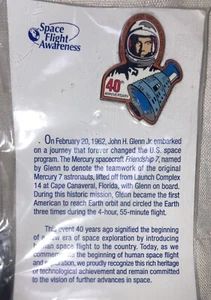 Space
Flight
Awareness
40th
On February 20, 1962, John H. Glenn Jr. embarked
on a journey that forever changed the U.S. space
program. The Mercury spacecraft Friendship 7, named
by Glenn to denote the teamwork of the original
Mercury 7 astronauts, lifted off from Launch Complex
14 at Cape Canaveral, Florida, with Glenn on board.
During this historic mission, Glenn became the first
American to reach Earth orbit and circled the Earth
three times during the 4-hour, 55-minute flight.
This event 40 years ago signified the beginning
of a new era of space exploration by introducing
human space flight to the country. Today, as we
commemorate the beginning of human space flight
and exploration, we proudly recognize this rich heritage
of technological achievement and remain committed
to the vision of further advances in space.